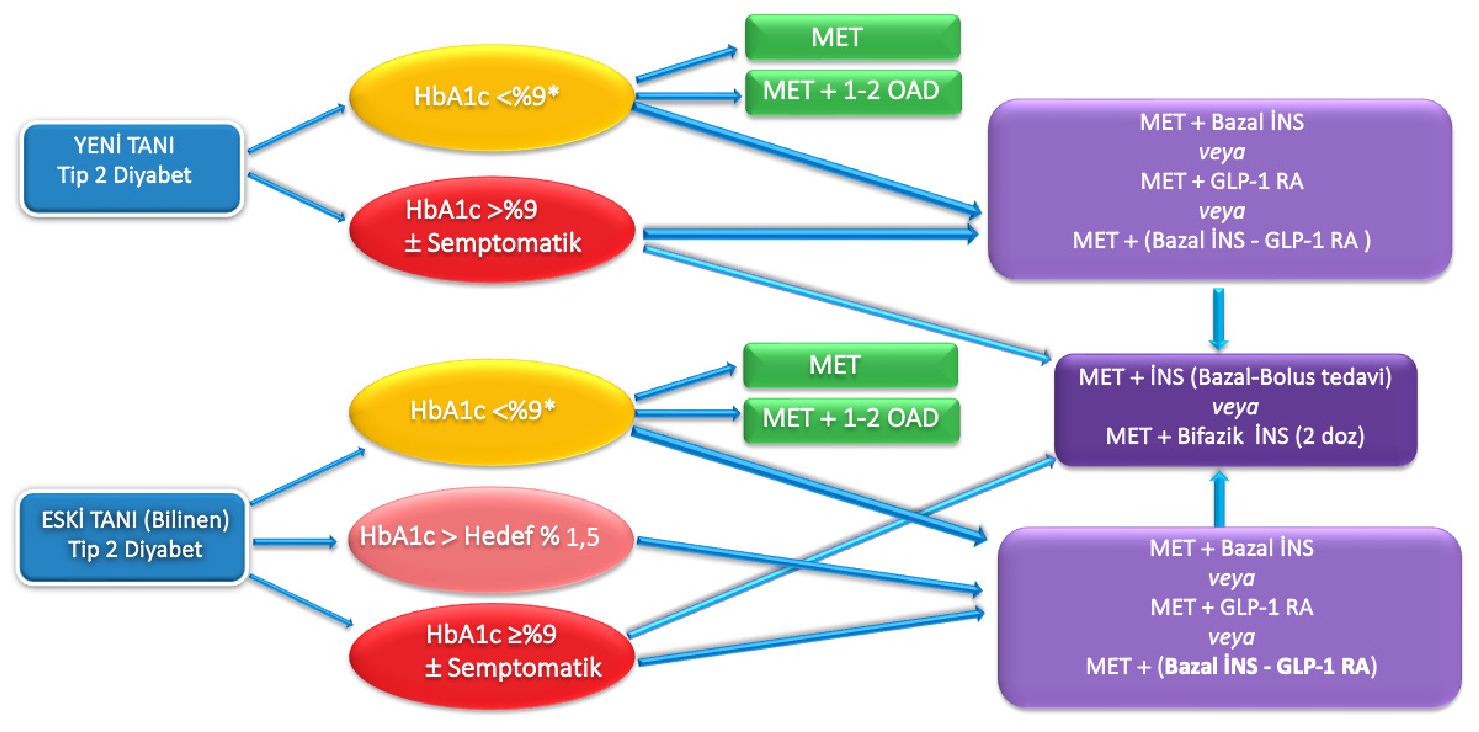 YENİ TANI
Tip 2 Diyabet
HbA1c <%9*
HbA1c >%9
± Semptomatik
MET
MET + 1-2 OAD
MET + Bazal İNS
veya
MET + GLP-1 RA
veya
MET + (Bazal İNS - GLP-1 RA )
MET + İNS (Bazal-Bolus tedavi)
veya
MET + Bifazik İNS (2 doz)
ESKİ TANI (Bilinen)
Tip 2 Diyabet
HbA1c <%9*
HbA1c > Hedef % 1,5
HbA1c ≥%9
± Semptomatik
MET
MET + 1-2 OAD
MET + Bazal İNS
veya
MET + GLP-1 RA
veya
MET + (Bazal İNS - GLP-1 RA)